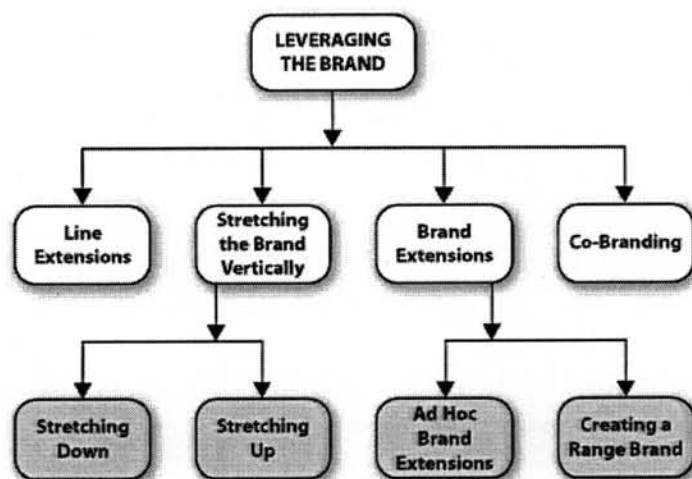 LEVERAGING
THE BRAND
Line
Extensions
Stretching
the Brand
Vertically
Brand
Extensions
Co-Branding
Stretching
Down
Stretching
Up
Ad Hoc
Brand
Extensions
Creating a
Range Brand